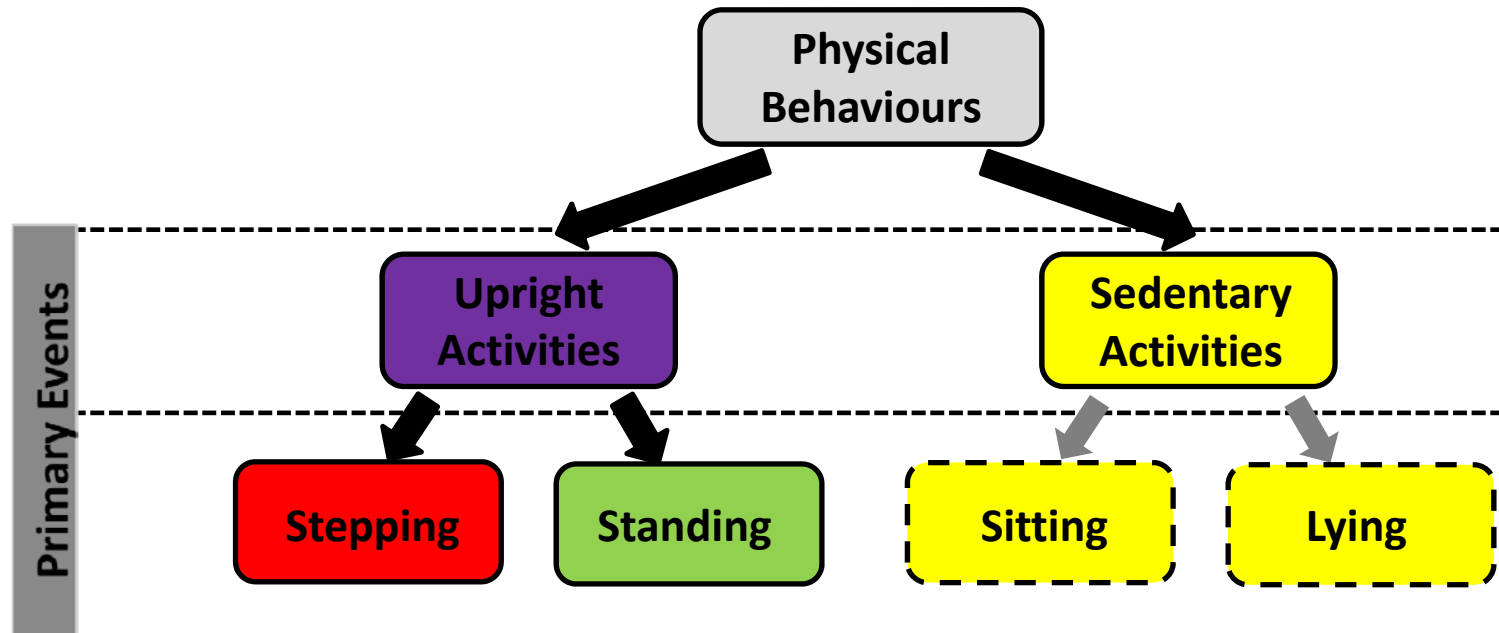 Physical
Behaviours
Primary Events
Upright
Activities
Sedentary
Activities
Stepping
Standing
Sitting
Lying